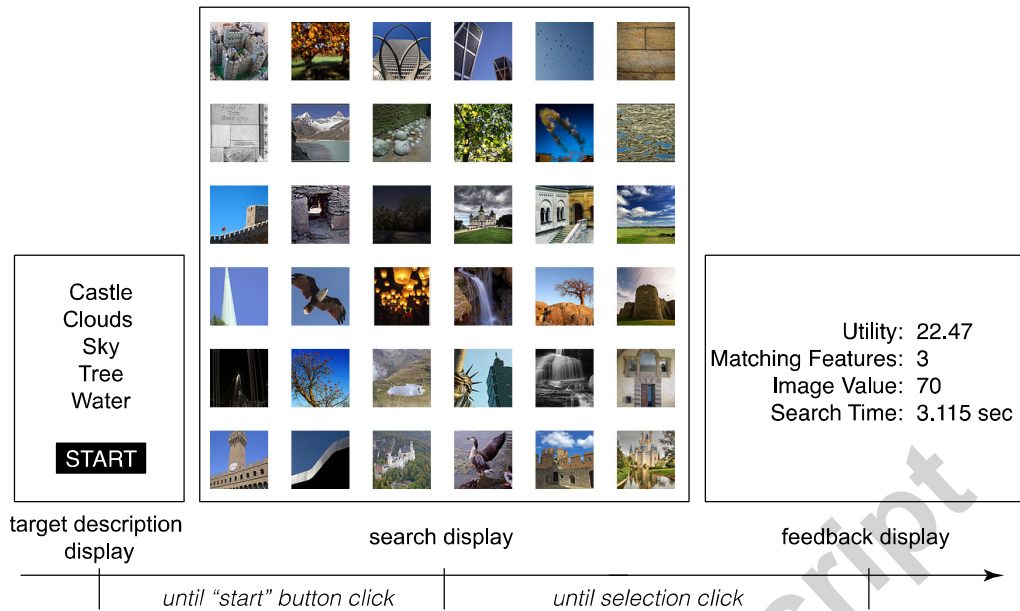 Castle
Clouds
Sky
Tree
Water
START
Utility: 22.47
Matching Features: 3
Image Value: 70
Search Time: 3.115 sec
target description
display
search display
feedback display
until “start” button click
until selection click
script